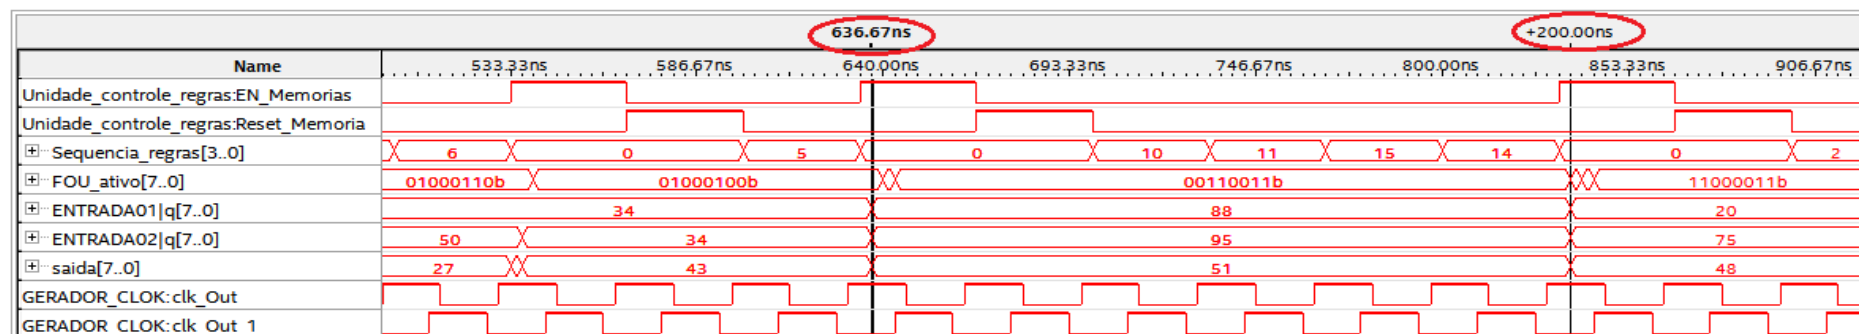 636.67ns +200.00ns
Name 533.33ns 586.67ns 640.00ns 693.33ns 746.67ns 800.00ns 853.33ns 906.67ns
Unidade_controle_regras:EN_Memorias
Unidade_controle_regras:Reset_Memoria
Sequencia_regras[3..0] 6 0 5 0 10 11 15 14 0 2
FOU_ativo[7..0] 01000110b 01000100b 00110011b 11000011b
ENTRADA01|q[7..0] 34 88 20
ENTRADA02|q[7..0] 50 34 95 75
saida[7..0] 27 43 51 48
GERADOR_CLOK:clk_Out
GERADOR_CLOK:clk_Out_1